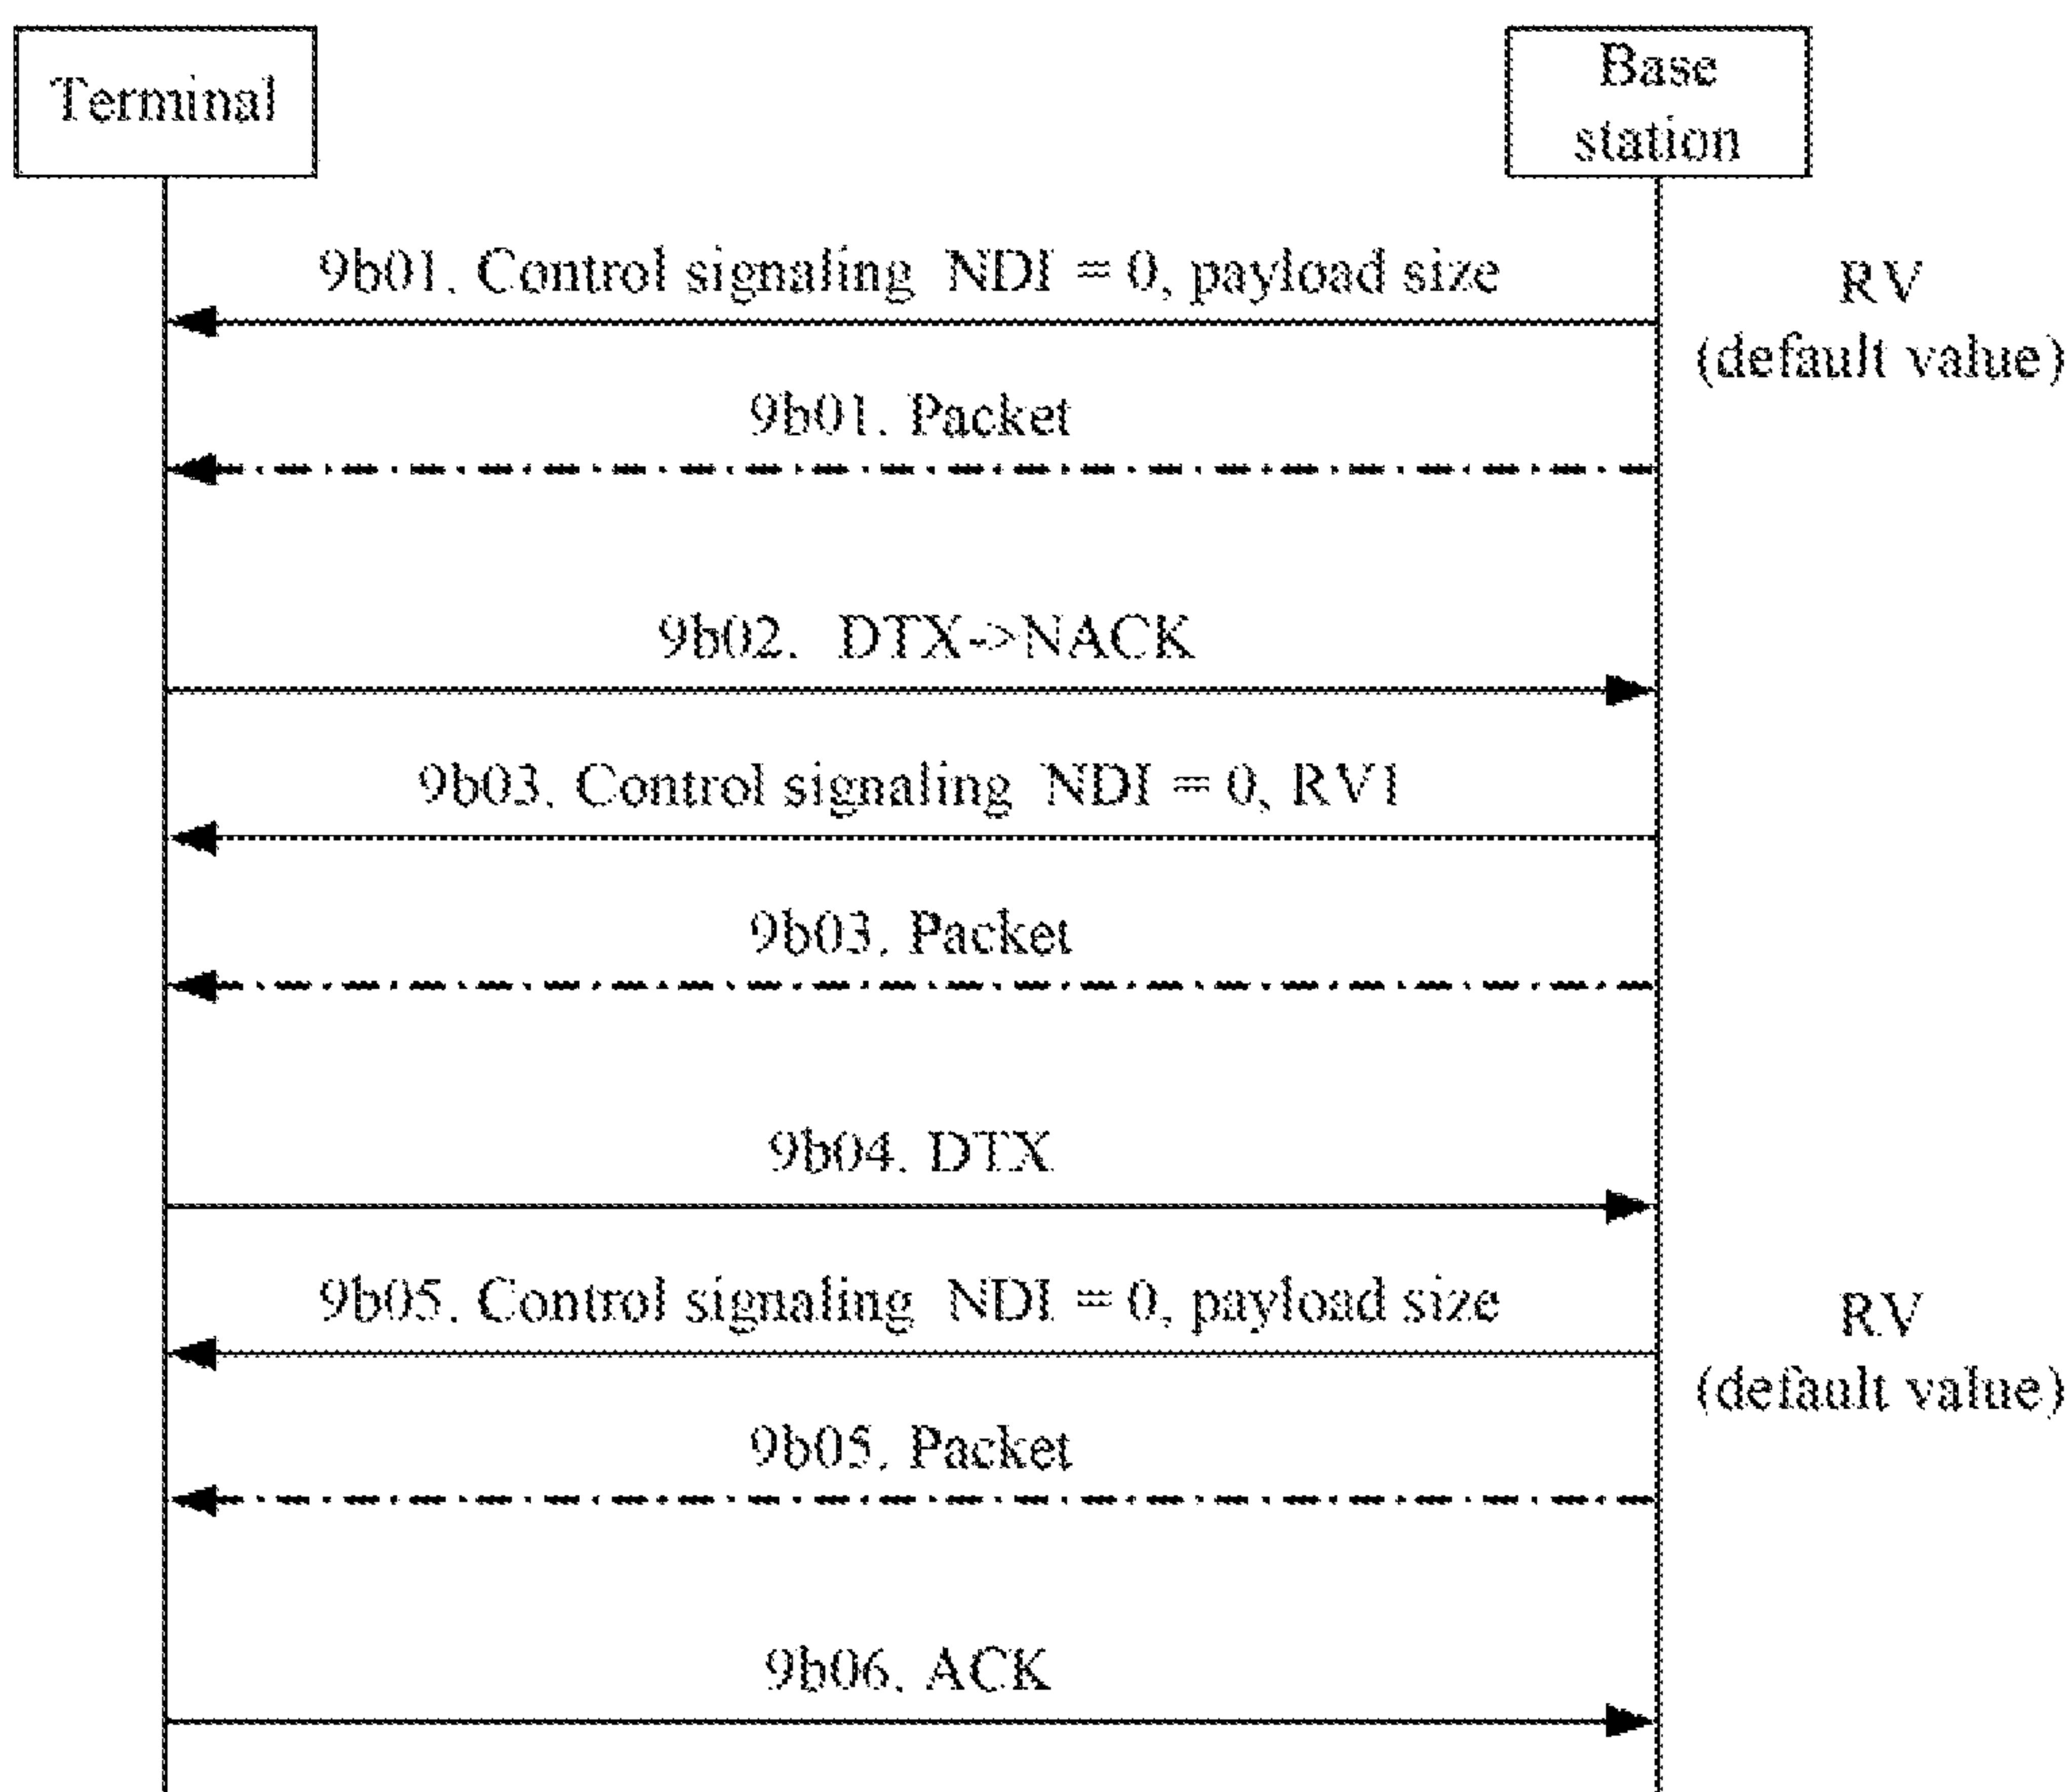 Terminal
Base
station
9b01. Control signaling NDI = 0, payload size
RV
(default value)
9b01. Packet
9b02. DTX->NACK
9b03. Control signaling NDI = 0, RV1
9b03. Packet
9b04. DTX
9b05. Control signaling NDI = 0, payload size
RV
(default value)
9b05. Packet
9b06. ACK